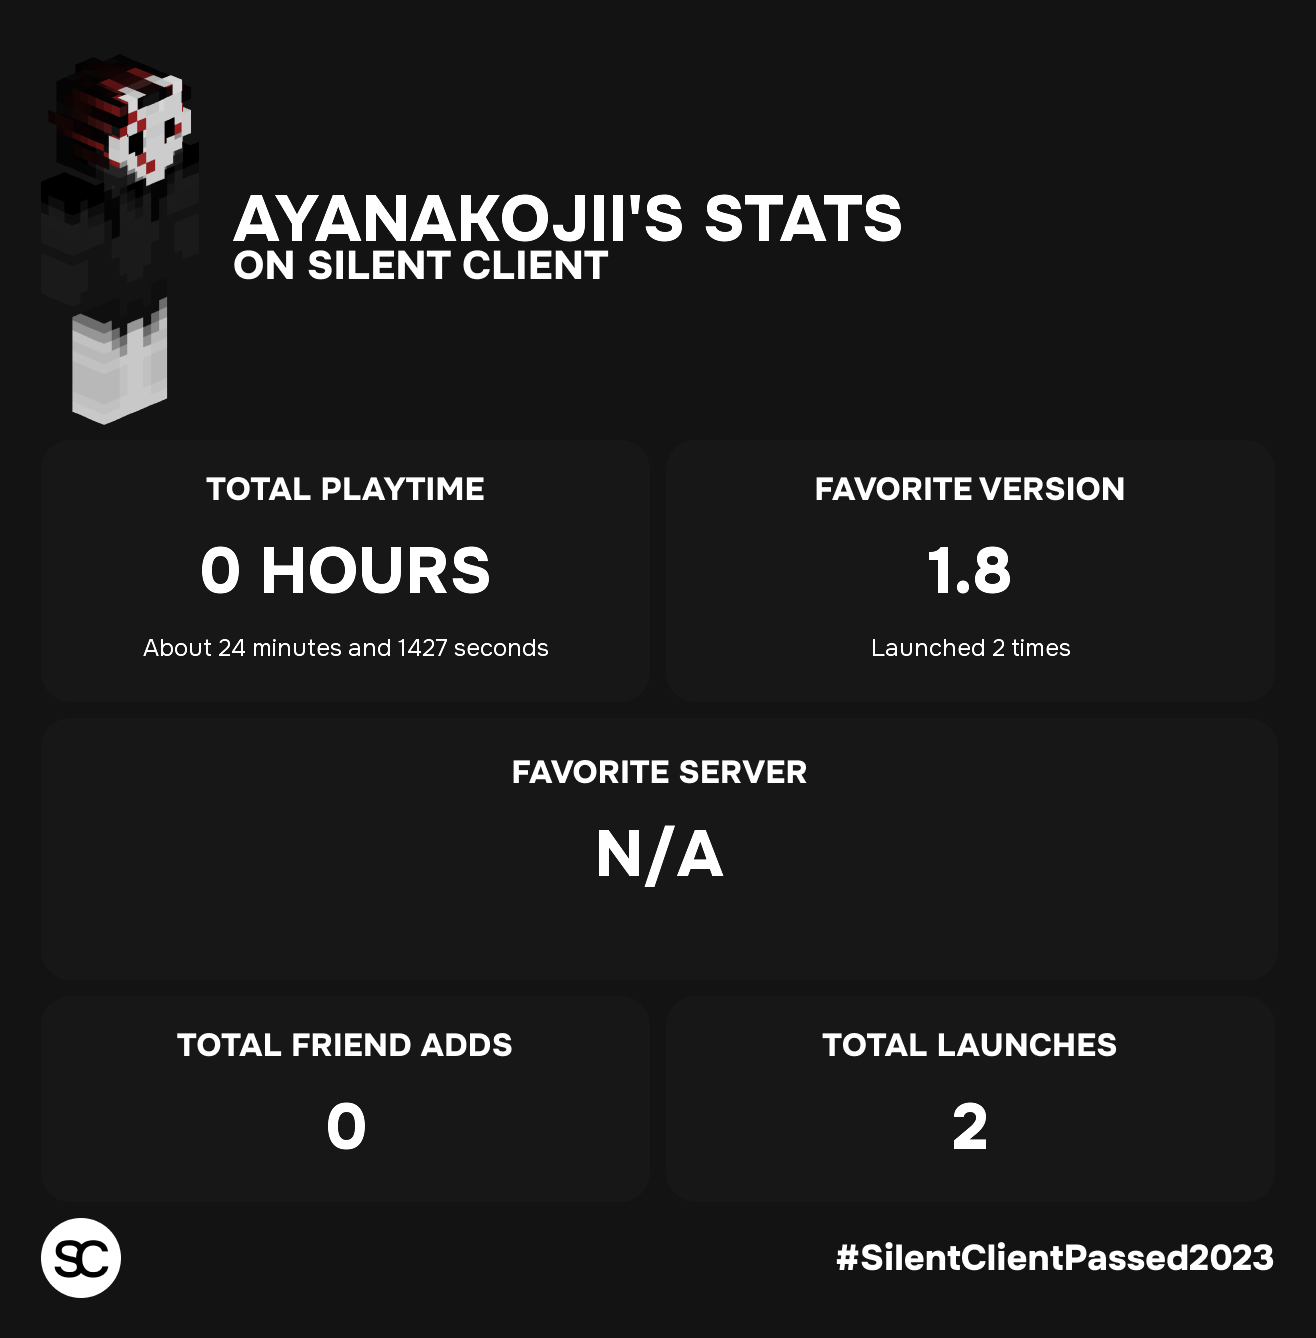 AYANAKOJII'S STATS
ON SILENT CLIENT
TOTAL PLAYTIME
0 HOURS
About 24 minutes and 1427 seconds
FAVORITE VERSION
1.8
Launched 2 times
FAVORITE SERVER
N/A
TOTAL FRIEND ADDS
0
TOTAL LAUNCHES
2
SC
#SilentClientPassed2023